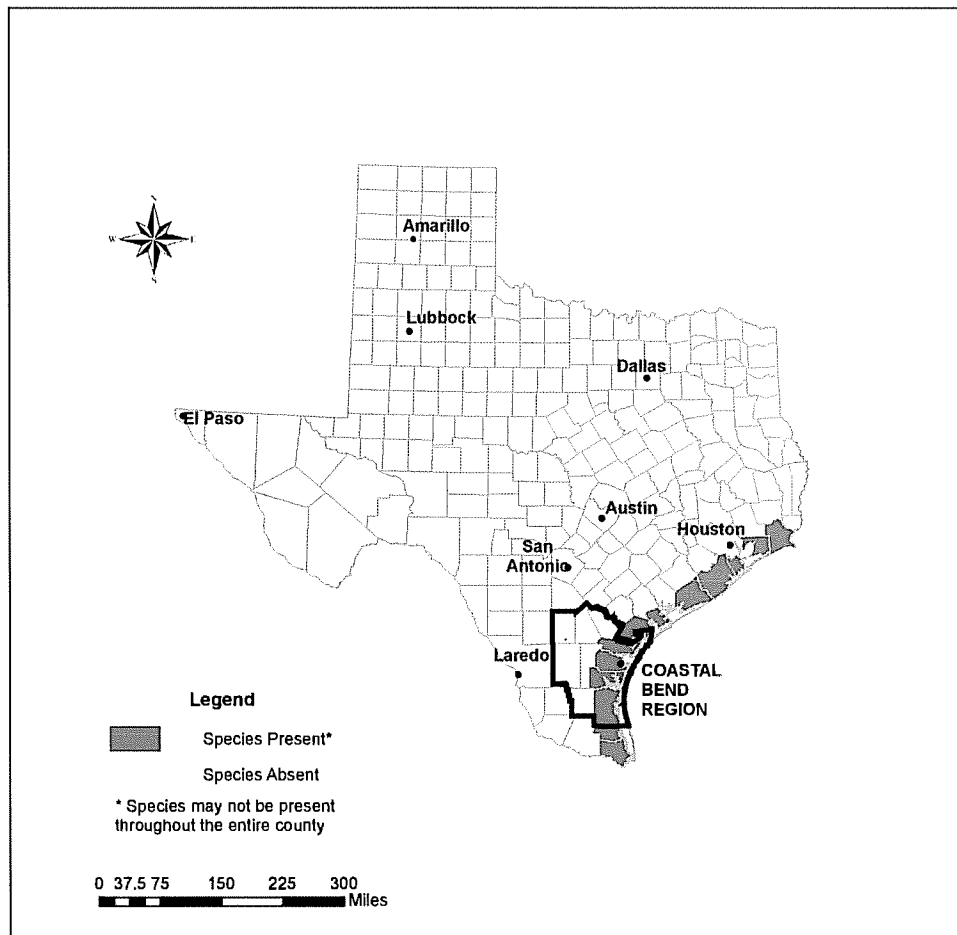 N
W E
S
Amarillo
Lubbock
Dallas
El Paso
Austin
Houston
San
Antonio
Laredo
COASTAL
BEND
REGION
Legend
Species Present*
Species Absent
* Species may not be present
throughout the entire county
0 37.5 75 150 225 300
Miles